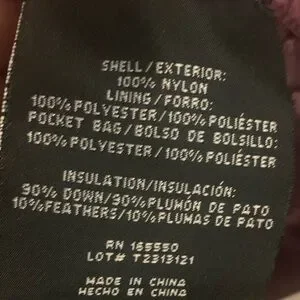 SHELL/EXTERIOR:
100% NYLON
LINING/FORRO:
100%POLYESTER/100%POLIÉSTER
POCKET BAG/BOLSO DE BOLSILLO:
100%POLYESTER/100%POLIÉSTER
INSULATION/INSULACIÓN:
90% DOWN/90%PLUMÓN DE PATO
10%FEATHERS/10%PLUMAS DE PATO
RN 165550
LOT# T2313121
MADE IN CHINA
HECHO EN CHINA